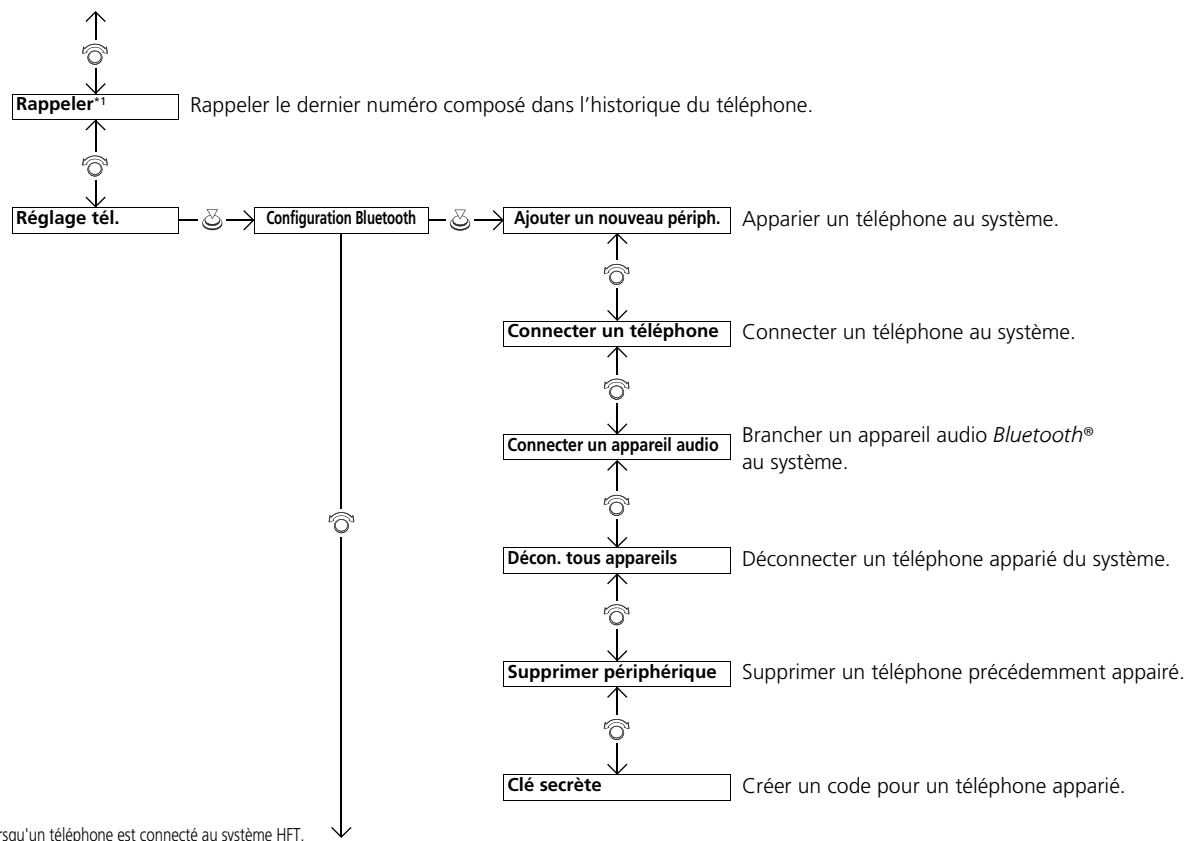 Rappeler*1 Rappeler le dernier numéro composé dans l'historique du téléphone.
Réglage tél. Configuration Bluetooth Ajouter un nouveau périph. Apparier un téléphone au système.
Connecter un téléphone Connecter un téléphone au système.
Connecter un appareil audio Brancher un appareil audio Bluetooth®
au système.
Décon. tous appareils Déconnecter un téléphone apparié du système.
Supprimer périphérique Supprimer un téléphone précédemment appairé.
Clé secrète Créer un code pour un téléphone apparié.
un téléphone est connecté au système HFT.